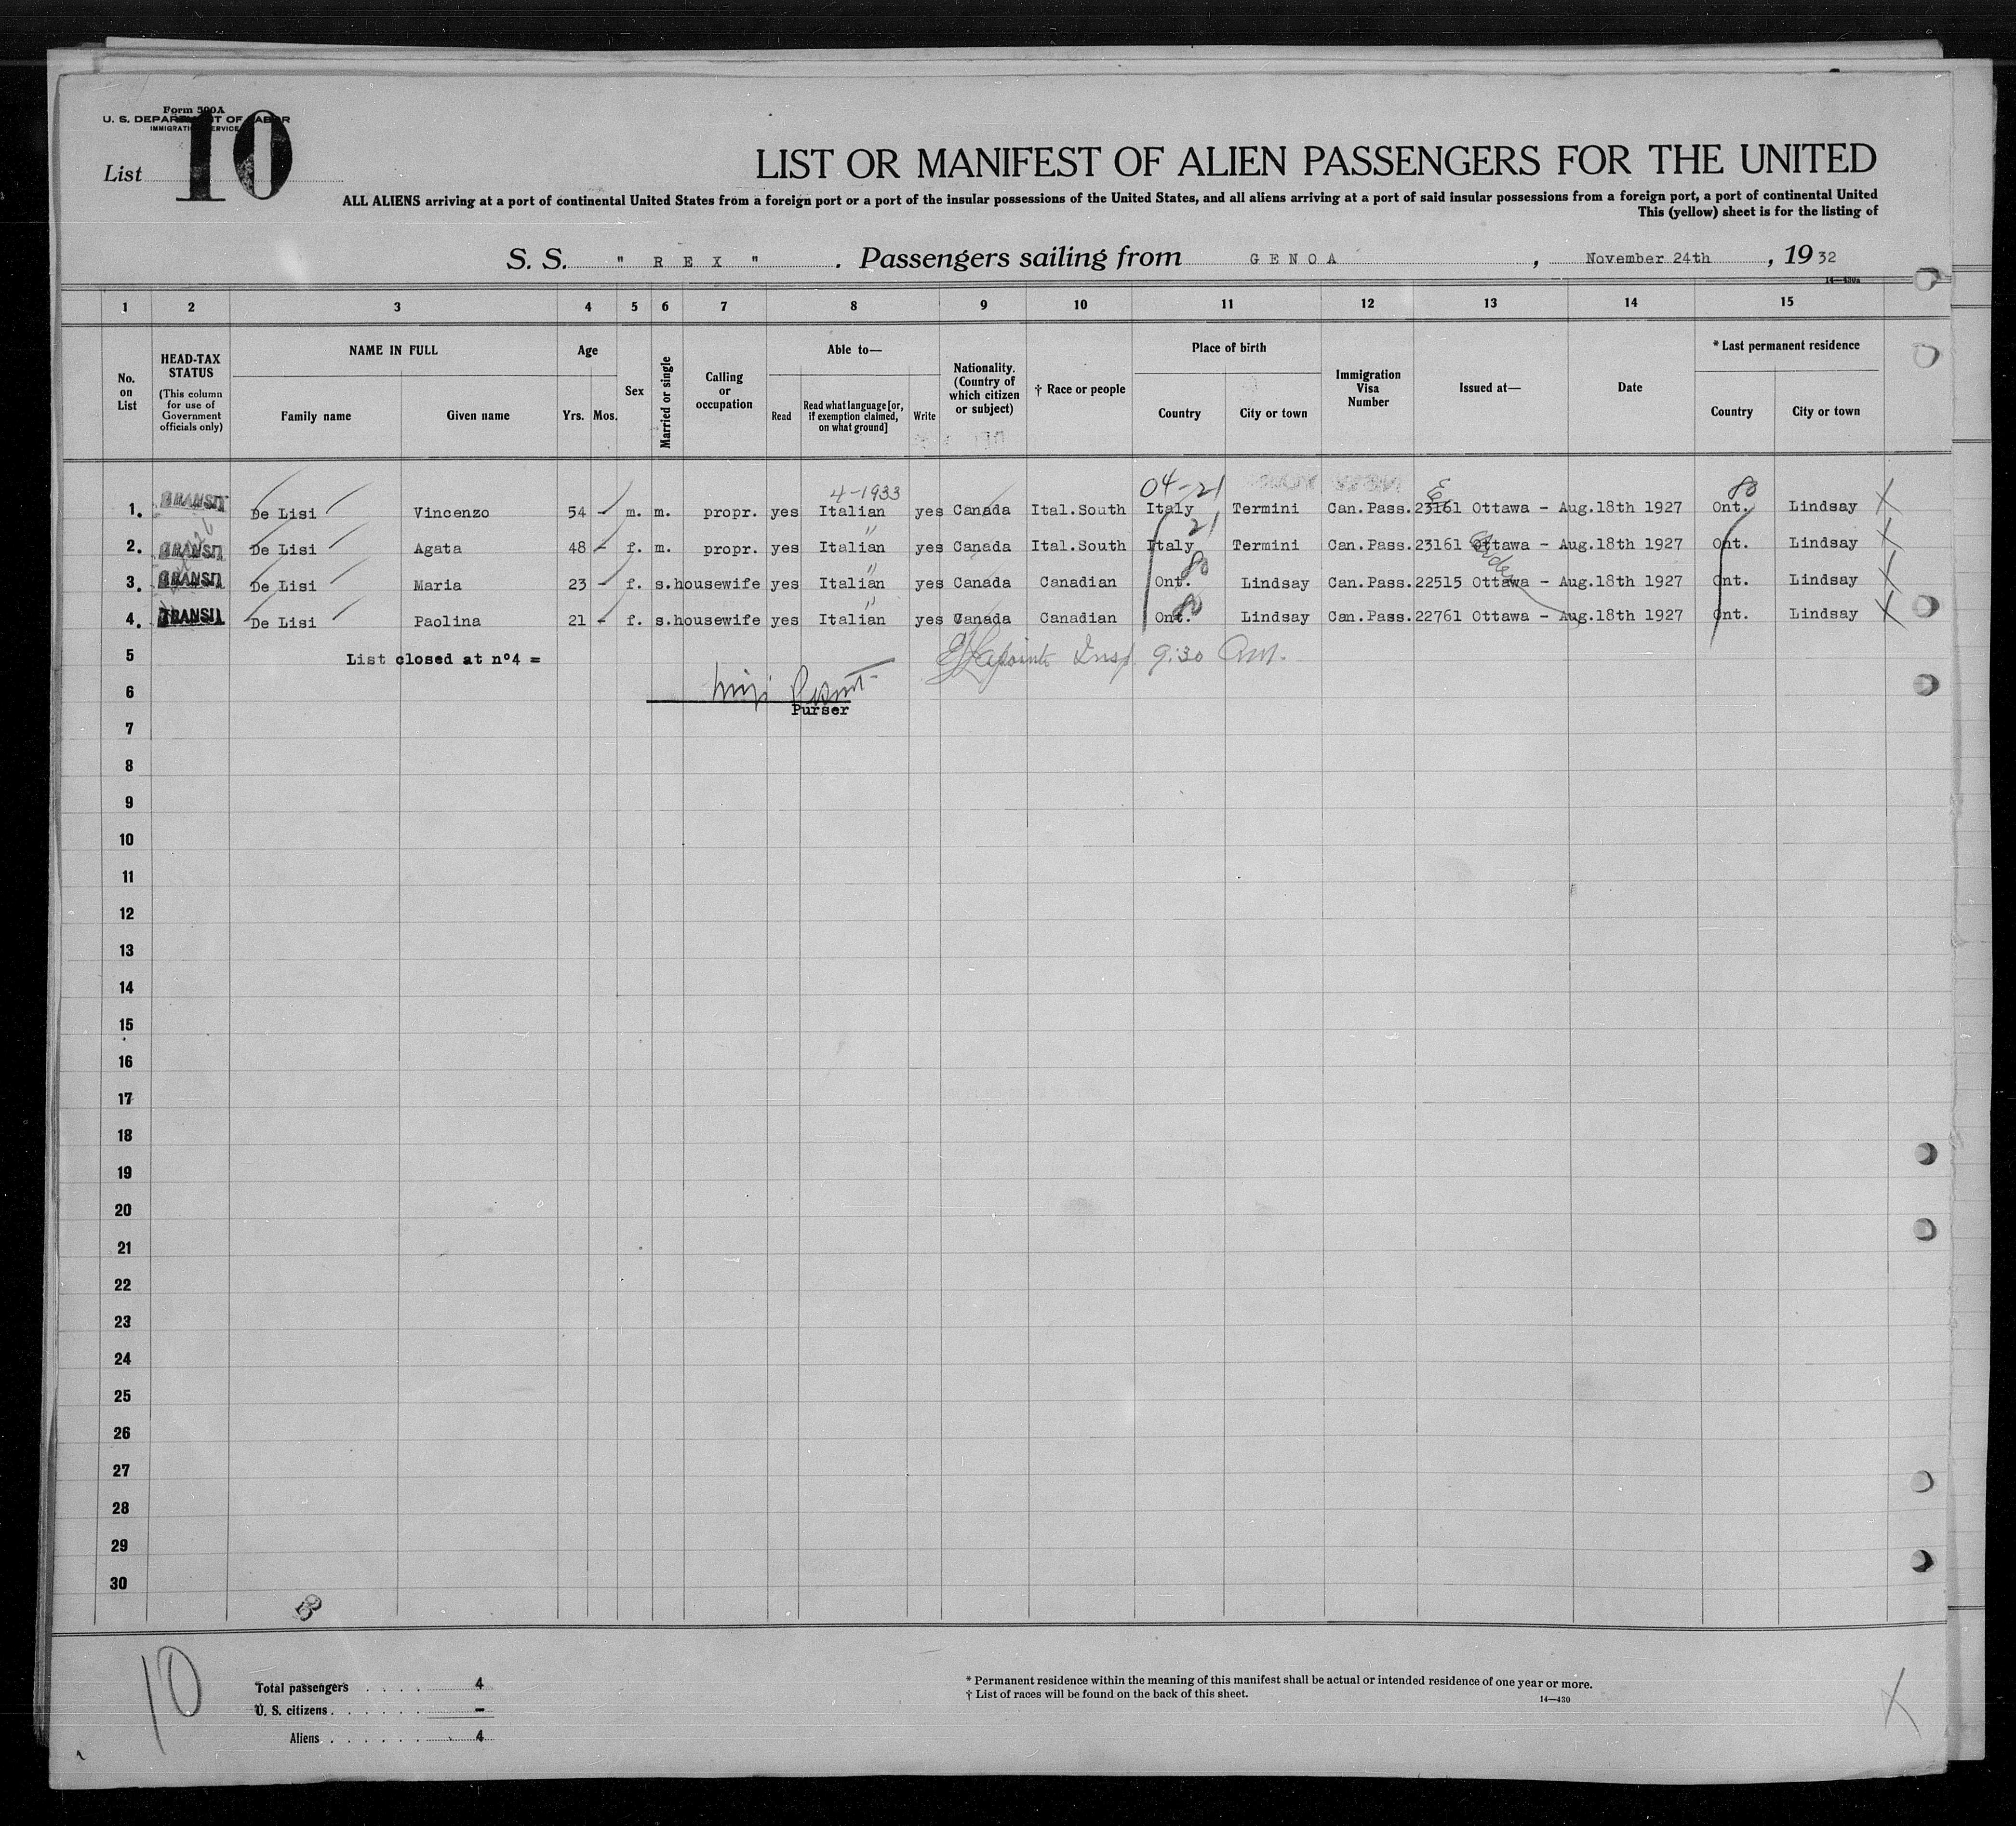 Form 500A
U. S. DEPARTMENT OF LABOR
IMMIGRATION SERVICE
List 10
LIST OR MANIFEST OF ALIEN PASSENGERS FOR THE UNITED
ALL ALIENS arriving at a port of continental United States from a foreign port or a port of the insular possessions of the United States, and all aliens arriving at a port of said insular possessions from a foreign port, a port of continental United
This (yellow) sheet is for the listing of
S. S. " R E X " . Passengers sailing from G E N O A , November 24th , 19 32
14—430a
1 2 3 4 5 6 7 8 9 10 11 12 13 14 15
No. on List
HEAD-TAX STATUS
(This column for use of Government officials only)
NAME IN FULL
Family name Given name
Age
Yrs. Mos.
Sex
Married or single
Calling or occupation
Able to—
Read
Read what language [or, if exemption claimed, on what ground]
Write
Nationality. (Country of which citizen or subject)
† Race or people
Place of birth
Country City or town
Immigration Visa Number
Issued at—
Date
* Last permanent residence
Country City or town
4-1933 04-21 80
1. TRANSIT De Lisi Vincenzo 54 - m. m. propr. yes Italian yes Canada Ital.South Italy Termini Can.Pass.23161 Ottawa - Aug.18th 1927 Ont. Lindsay X
" 21
2. TRANSIT De Lisi Agata 48 - f. m. propr. yes Italian yes Canada Ital.South Italy Termini Can.Pass.23161 Ottawa - Aug.18th 1927 Ont. Lindsay X
" 80
3. TRANSIT De Lisi Maria 23 - f. s. housewife yes Italian yes Canada Canadian Ont. Lindsay Can.Pass.22515 Ottawa - Aug.18th 1927 Ont. Lindsay X
" 80
4. TRANSIT De Lisi Paolina 21 - f. s. housewife yes Italian yes Canada Canadian Ont. Lindsay Can.Pass.22761 Ottawa - Aug.18th 1927 Ont. Lindsay X
5 List closed at n°4 = Insp. 9:30 AM.
6
Purser
7
8
9
10
11
12
13
14
15
16
17
18
19
20
21
22
23
24
25
26
27
28
29
30
10
Total passengers . . . . . 4
U. S. citizens . . . . . . -
Aliens . . . . . . . 4
* Permanent residence within the meaning of this manifest shall be actual or intended residence of one year or more.
† List of races will be found on the back of this sheet.
14—430
X